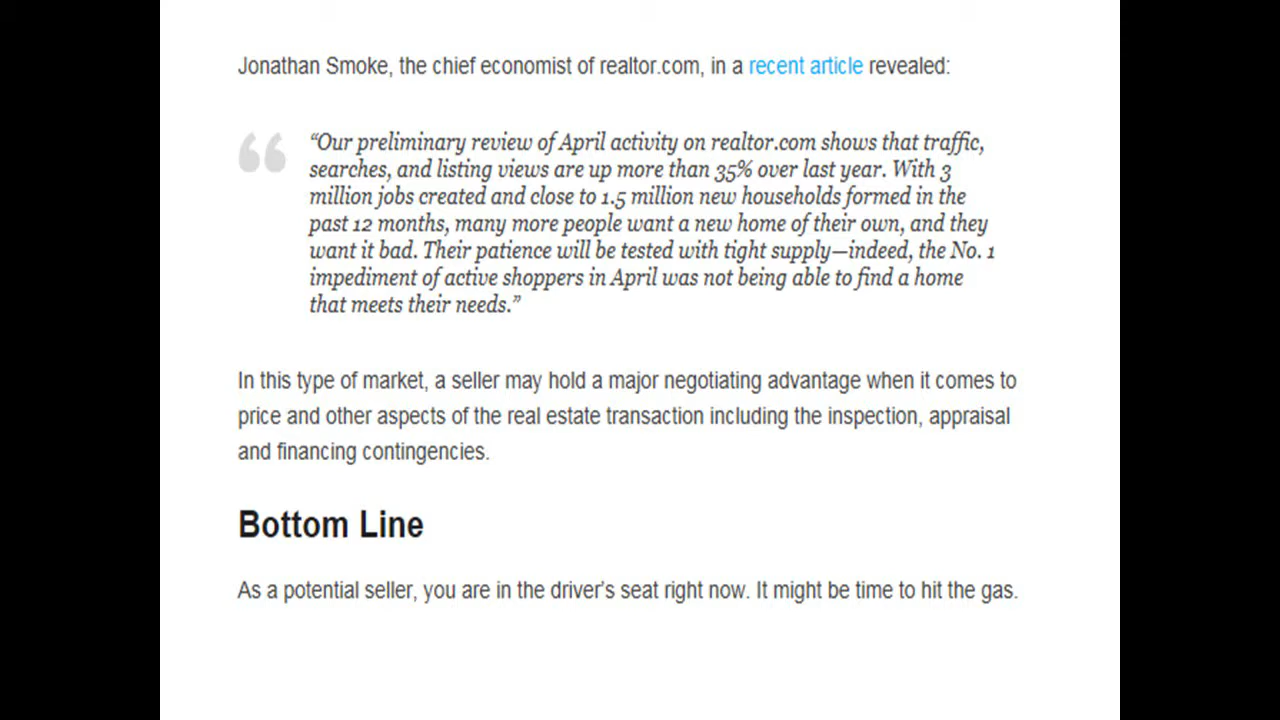 Jonathan Smoke, the chief economist of realtor.com, in a recent article revealed:
“Our preliminary review of April activity on realtor.com shows that traffic,
searches, and listing views are up more than 35% over last year. With 3
million jobs created and close to 1.5 million new households formed in the
past 12 months, many more people want a new home of their own, and they
want it bad. Their patience will be tested with tight supply—indeed, the No. 1
impediment of active shoppers in April was not being able to find a home
that meets their needs.”
In this type of market, a seller may hold a major negotiating advantage when it comes to
price and other aspects of the real estate transaction including the inspection, appraisal
and financing contingencies.
Bottom Line
As a potential seller, you are in the driver's seat right now. It might be time to hit the gas.